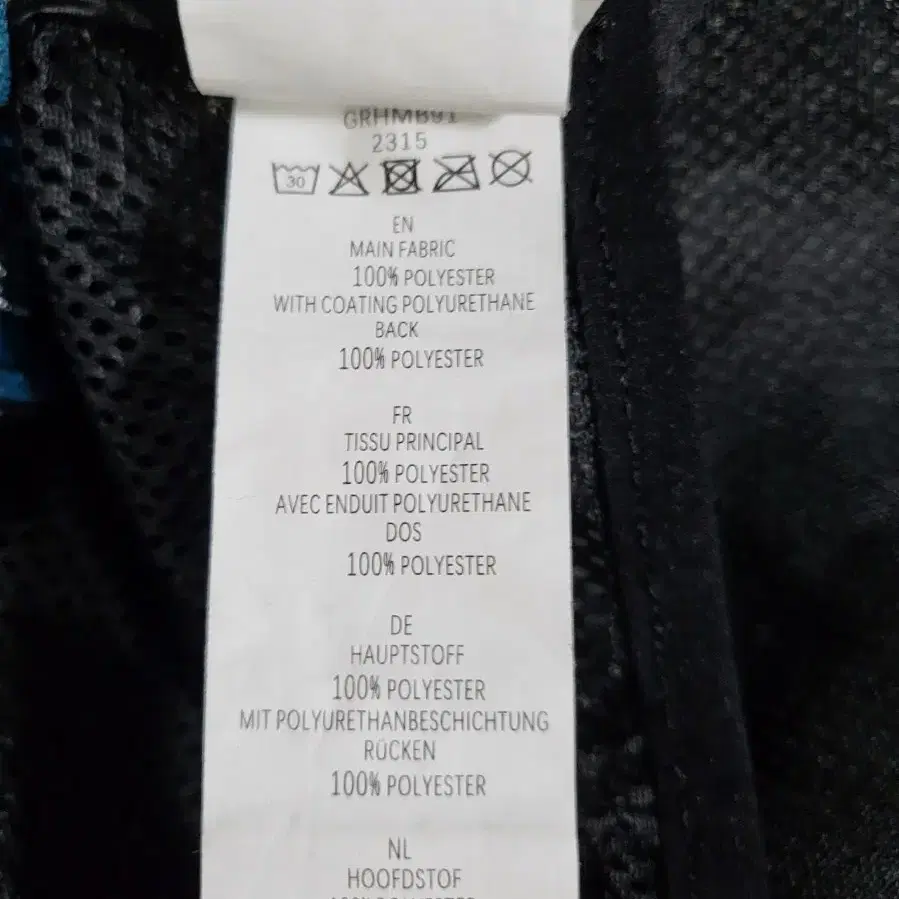 2315
30
EN
MAIN FABRIC
100% POLYESTER
WITH COATING POLYURETHANE
BACK
100% POLYESTER
FR
TISSU PRINCIPAL
100% POLYESTER
AVEC ENDUIT POLYURETHANE
DOS
100% POLYESTER
DE
HAUPTSTOFF
100% POLYESTER
MIT POLYURETHANBESCHICHTUNG
RÜCKEN
100% POLYESTER
NL
HOOFDSTOF